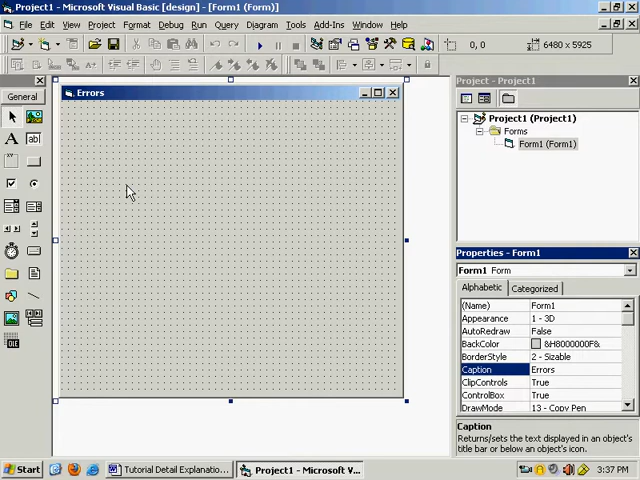 Project1 - Microsoft Visual Basic [design] - [Form1 (Form)]
File Edit View Project Format Debug Run Query Diagram Tools Add-Ins Window Help
0, 0 6480 x 5925
General
A ab
OLE
Errors
Project - Project1
Project1 (Project1)
Forms
Form1 (Form1)
Properties - Form1
Form1 Form
Alphabetic Categorized
(Name) Form1
Appearance 1 - 3D
AutoRedraw False
BackColor &H8000000F&
BorderStyle 2 - Sizable
Caption Errors
ClipControls True
ControlBox True
DrawMode 13 - Copy Pen
Caption
Returns/sets the text displayed in an object's
title bar or below an object's icon.
Start Tutorial Detail Explanatio... Project1 - Microsoft V... 3:37 PM